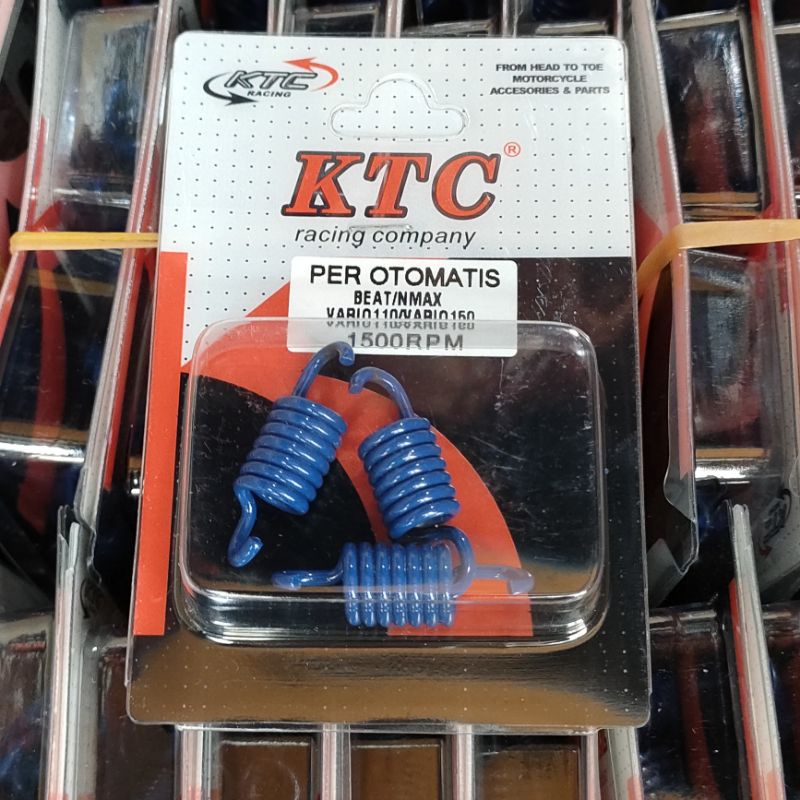 KTC
RACING
FROM HEAD TO TOE
MOTORCYCLE
ACCESORIES & PARTS
KTC®
racing company
PER OTOMATIS
BEAT/NMAX
VARIO110/VARIO150
1500RPM